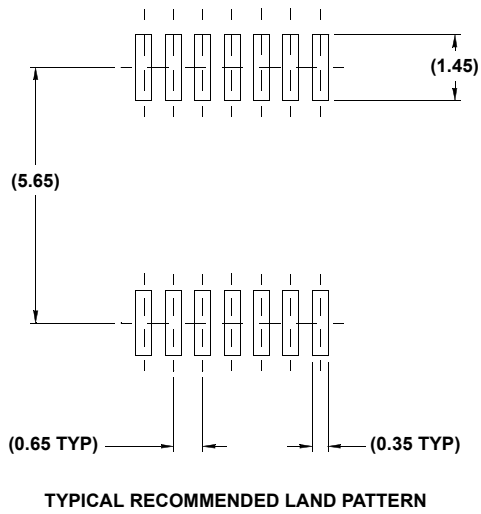 (1.45)
(5.65)
(0.65 TYP)
(0.35 TYP)
TYPICAL RECOMMENDED LAND PATTERN